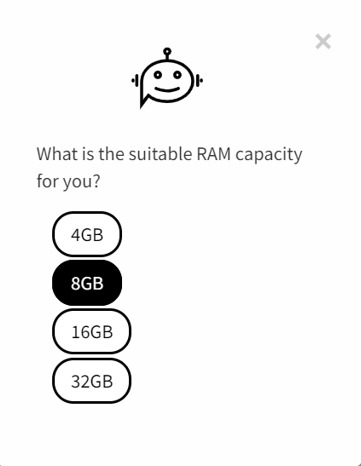 What is the suitable RAM capacity
for you?
4GB
8GB
16GB
32GB